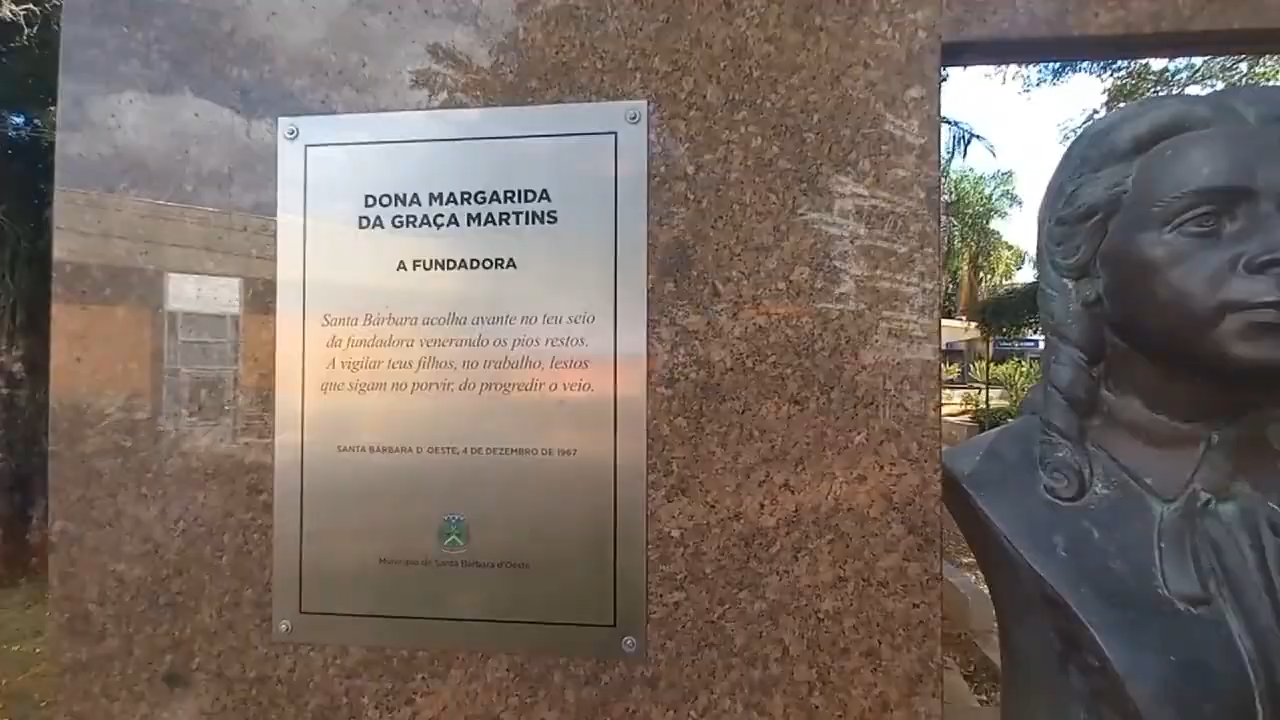 DONA MARGARIDA
DA GRAÇA MARTINS
A FUNDADORA
Santa Bárbara acolha avante no teu seio
da fundadora venerando os pios restos.
A vigilar teus filhos, no trabalho, lestos
que sigam no porvir, do progredir o veio.
SANTA BÁRBARA D´OESTE, 4 DE DEZEMBRO DE 1967
Município de Santa Bárbara d'Oeste